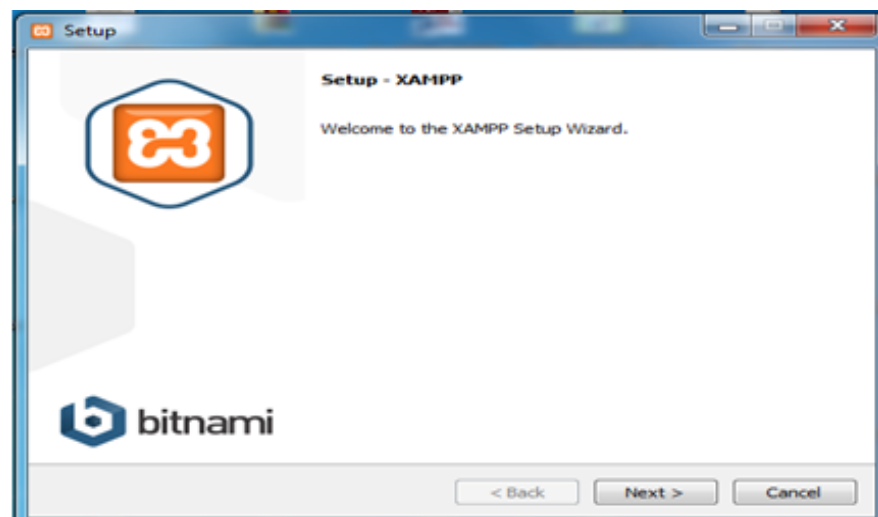 Setup
Setup - XAMPP
Welcome to the XAMPP Setup Wizard.
bitnami
< Back Next > Cancel